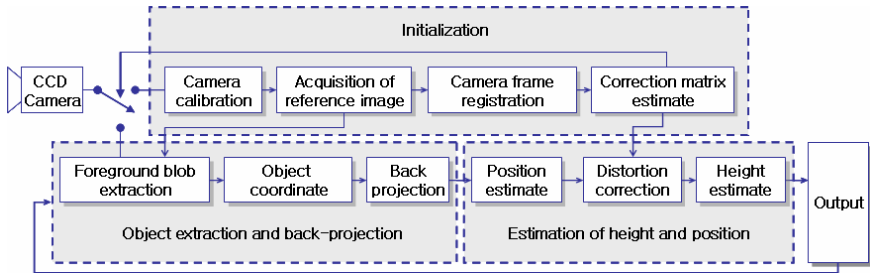 Initialization
CCD
Camera
Camera
calibration
Acquisition of
reference image
Camera frame
registration
Correction matrix
estimate
Foreground blob
extraction
Object
coordinate
Back
projection
Position
estimate
Distortion
correction
Height
estimate
Output
Object extraction and back-projection
Estimation of height and position